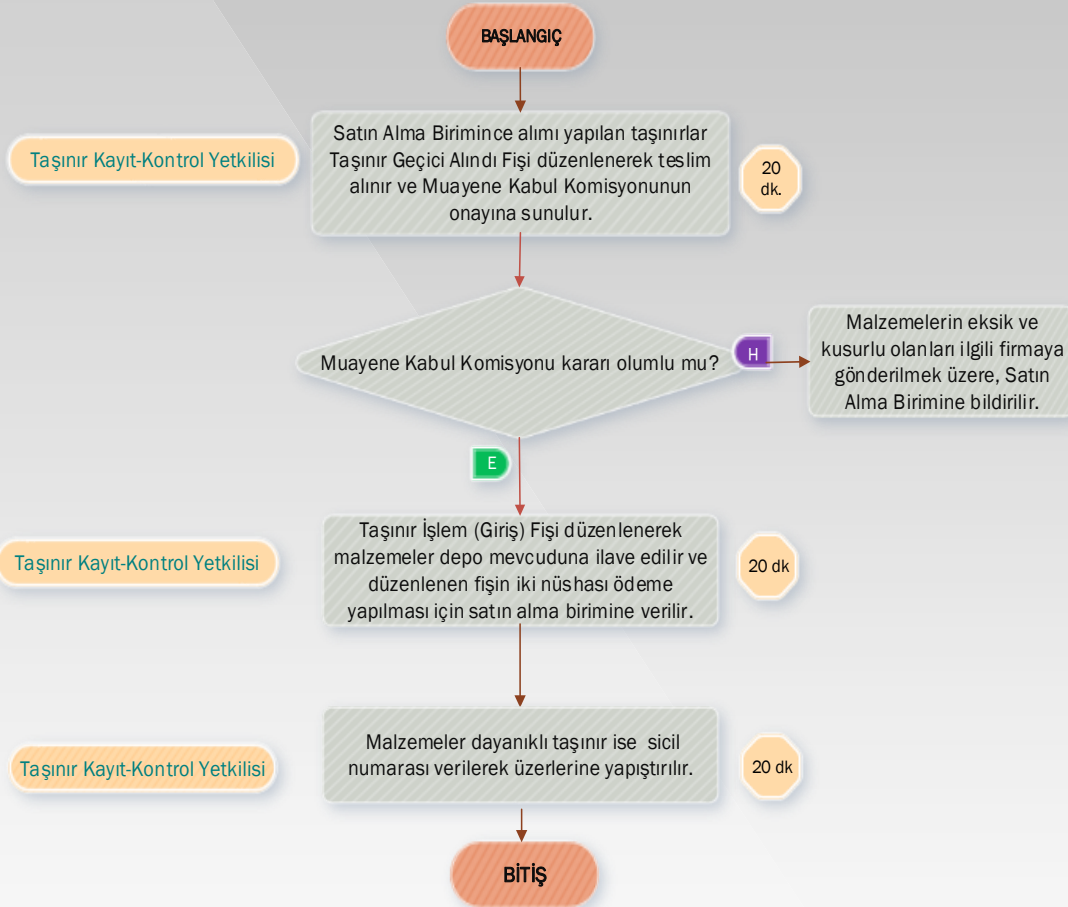 BAŞLANGIÇ
Taşınır Kayıt-Kontrol Yetkilisi
Satın Alma Birimince alımı yapılan taşınırlar
Taşınır Geçici Alındı Fişi düzenlenerek teslim
alınır ve Muayene Kabul Komisyonunun
onayına sunulur.
20
dk.
Muayene Kabul Komisyonu kararı olumlu mu?
H
Malzemelerin eksik ve
kusurlu olanları ilgili firmaya
gönderilmek üzere, Satın
Alma Birimine bildirilir.
E
Taşınır Kayıt-Kontrol Yetkilisi
Taşınır İşlem (Giriş) Fişi düzenlenerek
malzemeler depo mevcuduna ilave edilir ve
düzenlenen fişin iki nüshası ödeme
yapılması için satın alma birimine verilir.
20 dk
Taşınır Kayıt-Kontrol Yetkilisi
Malzemeler dayanıklı taşınır ise sicil
numarası verilerek üzerlerine yapıştırılır.
20 dk
BİTİŞ